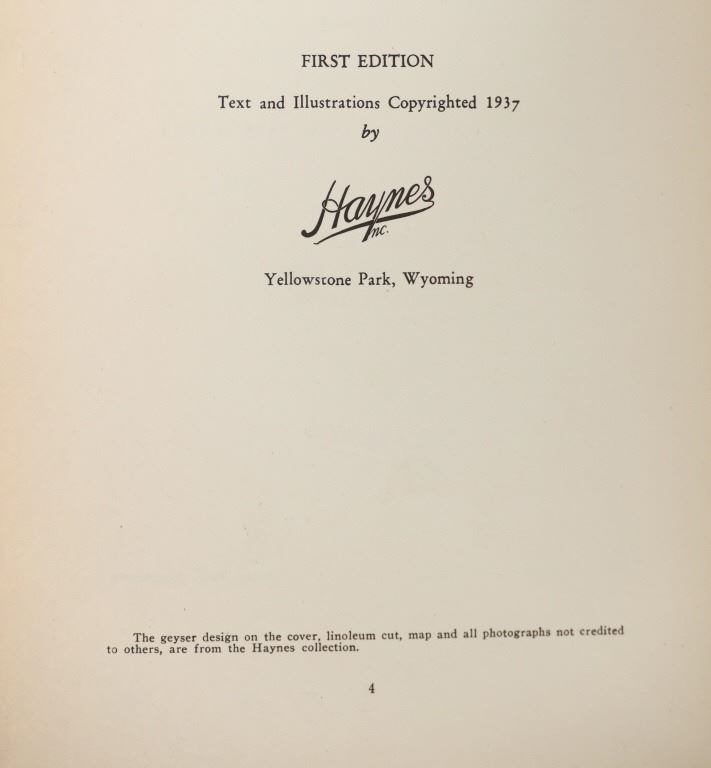 FIRST EDITION
Text and Illustrations Copyrighted 1937
by
Haynes
Inc.
Yellowstone Park, Wyoming
The geyser design on the cover, linoleum cut, map and all photographs not credited
to others, are from the Haynes collection.
4